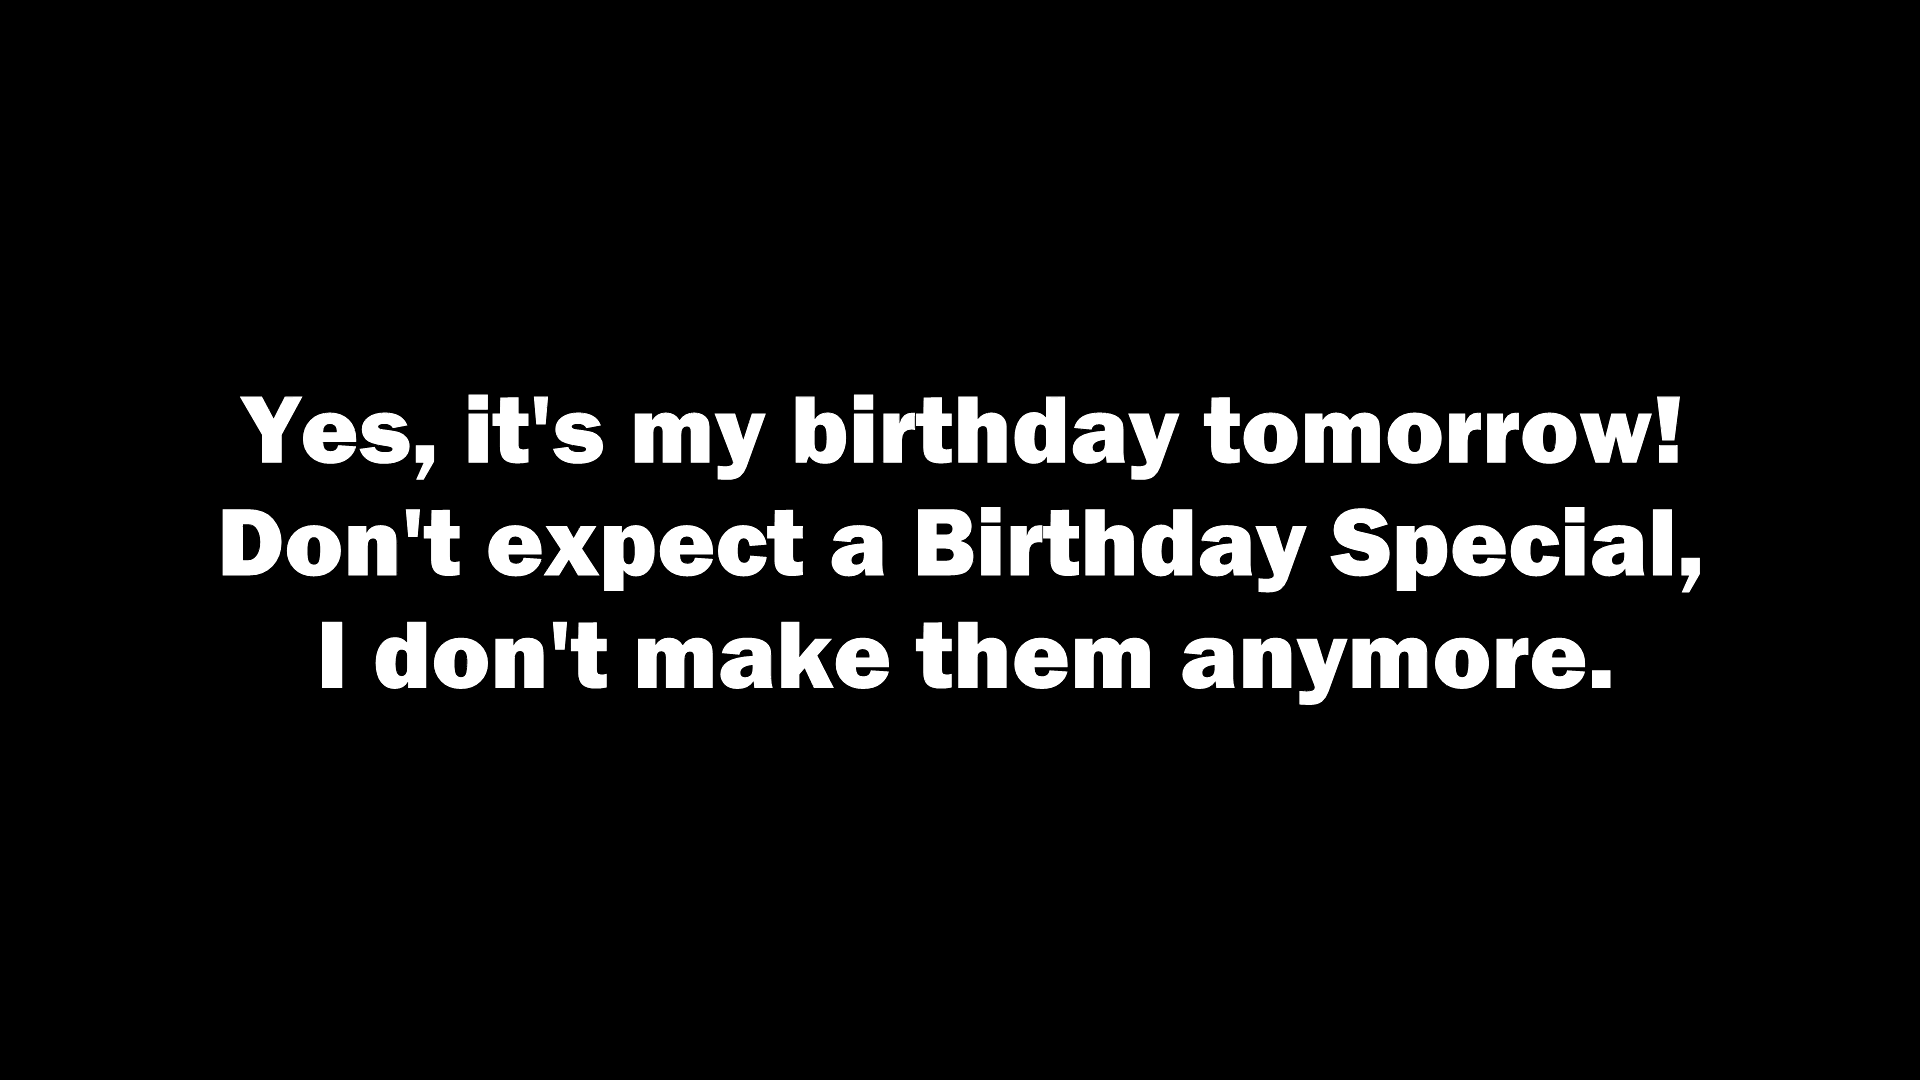 Yes, it's my birthday tomorrow!
Don't expect a Birthday Special,
I don't make them anymore.